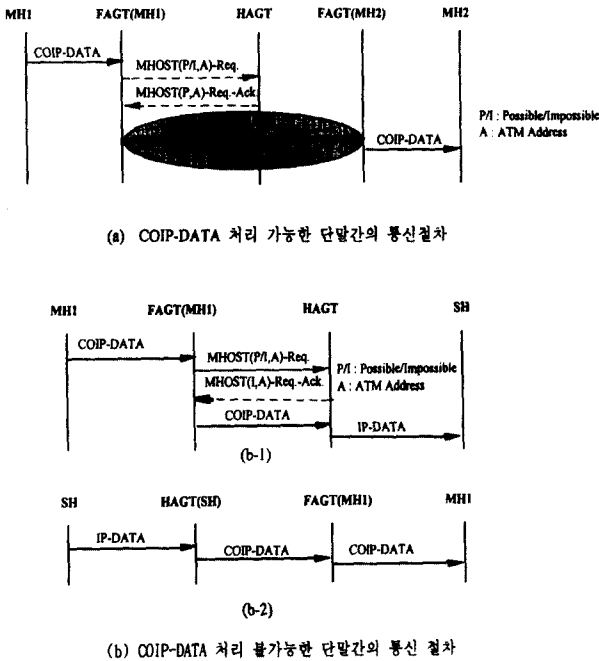 MH1 FAGT(MH1) HAGT FAGT(MH2) MH2
COIP-DATA
MHOST(P/I,A)-Req.
MHOST(P,A)-Req.-Ack.
COIP-DATA
P/I : Possible/Impossible
A : ATM Address
(a) COIP-DATA 처리 가능한 단말간의 통신절차
MH1 FAGT(MH1) HAGT SH
COIP-DATA
MHOST(P/I,A)-Req.
MHOST(I,A)-Req.-Ack.
P/I : Possible/Impossible
A : ATM Address
COIP-DATA
IP-DATA
(b-1)
SH HAGT(SH) FAGT(MH1) MH1
IP-DATA
COIP-DATA
COIP-DATA
(b-2)
(b) COIP-DATA 처리 불가능한 단말간의 통신 절차